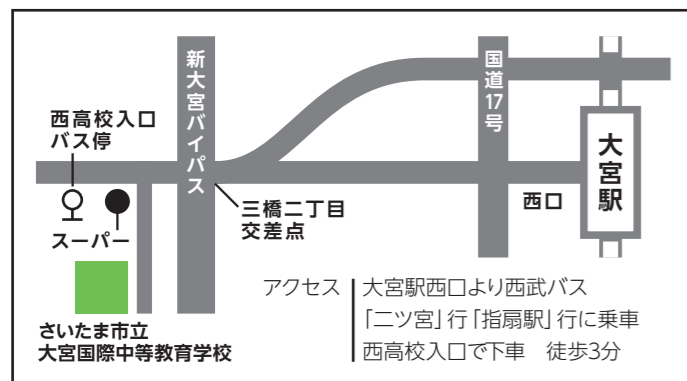 新大宮バイパス
国道17号
大宮駅
西口
西高校入口
バス停
スーパー
三橋二丁目
交差点
さいたま市立
大宮国際中等教育学校
アクセス
大宮駅西口より西武バス
「二ツ宮」行「指扇駅」行に乗車
西高校入口で下車　徒歩3分